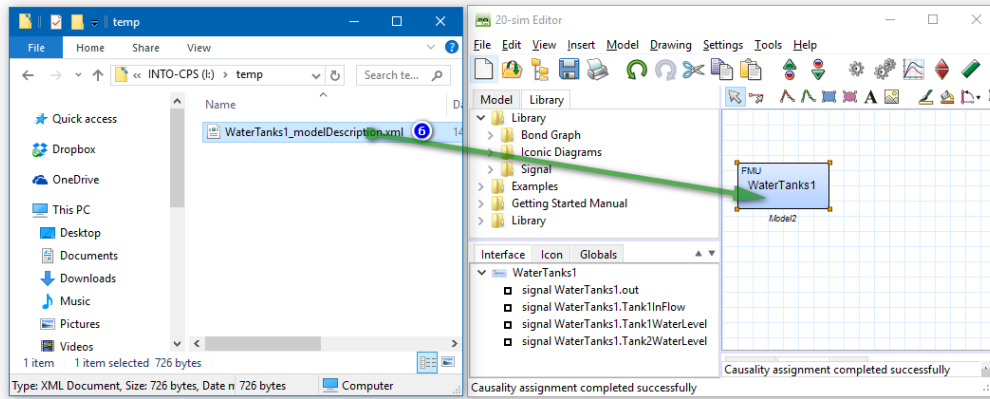 temp
File Home Share View
« INTO-CPS (I:) › temp
Search te...
Name
Quick access
WaterTanks1_modelDescription.xml 6 14
Dropbox
OneDrive
This PC
Desktop
Documents
Downloads
Music
Pictures
Videos
1 item 1 item selected 726 bytes
Type: XML Document, Size: 726 bytes, Date n 726 bytes Computer
20-sim Editor
File Edit View Insert Model Drawing Settings Tools Help
Model Library
Library
Bond Graph
Iconic Diagrams
Signal
Examples
Getting Started Manual
Library
Interface Icon Globals
WaterTanks1
signal WaterTanks1.out
signal WaterTanks1.Tank1InFlow
signal WaterTanks1.Tank1WaterLevel
signal WaterTanks1.Tank2WaterLevel
A
FMU
WaterTanks1
Model2
Causality assignment completed successfully
Causality assignment completed successfully